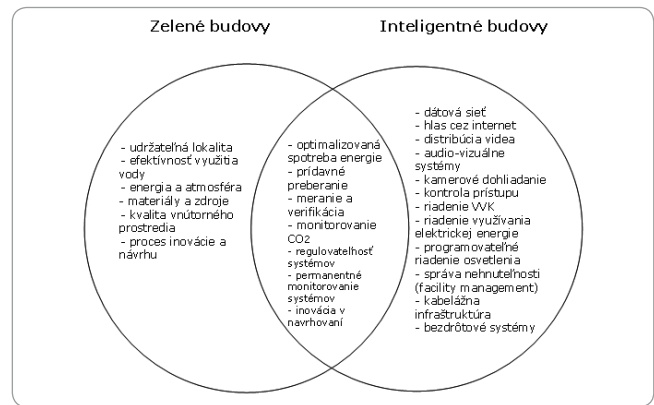 Zelené budovy
Inteligentné budovy
- udržateľná lokalita
- efektívnosť využitia
vody
- energia a atmosféra
- materiály a zdroje
- kvalita vnútorného
prostredia
- proces inovácie a
návrhu
- optimalizovaná
spotreba energie
- prídavné
preberanie
- meranie a
verifikácia
- monitorovanie
CO2
- regulovateľhosť
systémov
- permanentné
monitorovanie
systémov
- inovácia v
navrhovaní
- dátová sieť
- hlas cez internet
- distribúcia videa
- audio-vizuálne
systémy
- kamerové dohliadanie
- kontrola prístupu
- riadenie VVK
- riadenie využívania
elektrickej energie
- programovateľné
riadenie osvetlenia
- správa nehnuteľnosti
(facility management)
- kabelážna
infraštruktúra
- bezdrôtové systémy